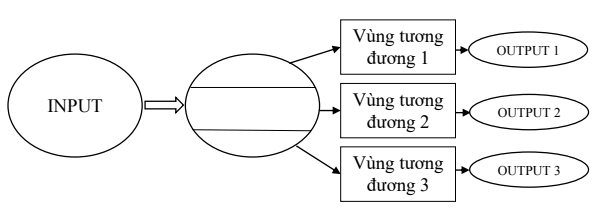 INPUT
Vùng tương
đương 1
OUTPUT 1
Vùng tương
đương 2
OUTPUT 2
Vùng tương
đương 3
OUTPUT 3